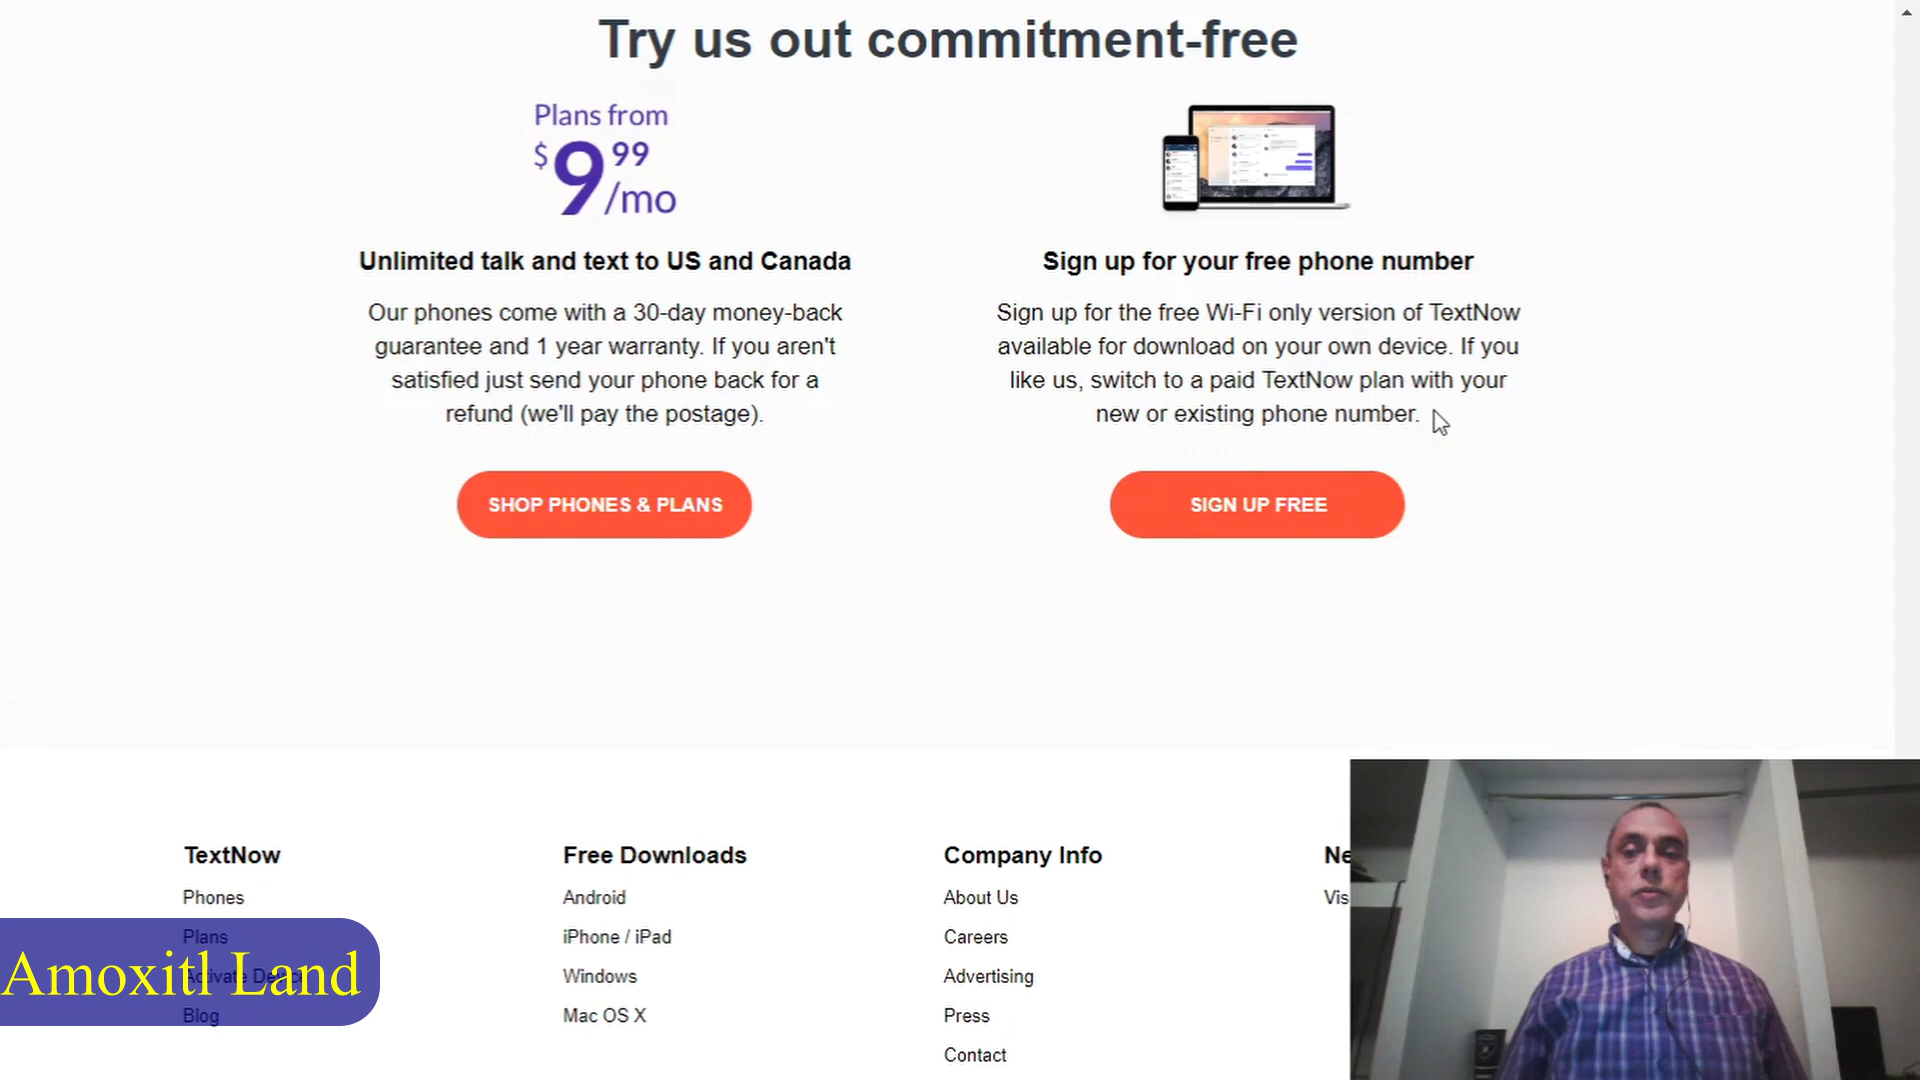 Try us out commitment-free
Plans from
$9 99
/mo
Unlimited talk and text to US and Canada
Our phones come with a 30-day money-back
guarantee and 1 year warranty. If you aren't
satisfied just send your phone back for a
refund (we'll pay the postage).
SHOP PHONES & PLANS
Sign up for your free phone number
Sign up for the free Wi-Fi only version of TextNow
available for download on your own device. If you
like us, switch to a paid TextNow plan with your
new or existing phone number.
SIGN UP FREE
TextNow
Phones
Plans
Blog
Free Downloads
Android
iPhone / iPad
Windows
Mac OS X
Company Info
About Us
Careers
Advertising
Press
Contact
Ne
Vis
Amoxitl Land